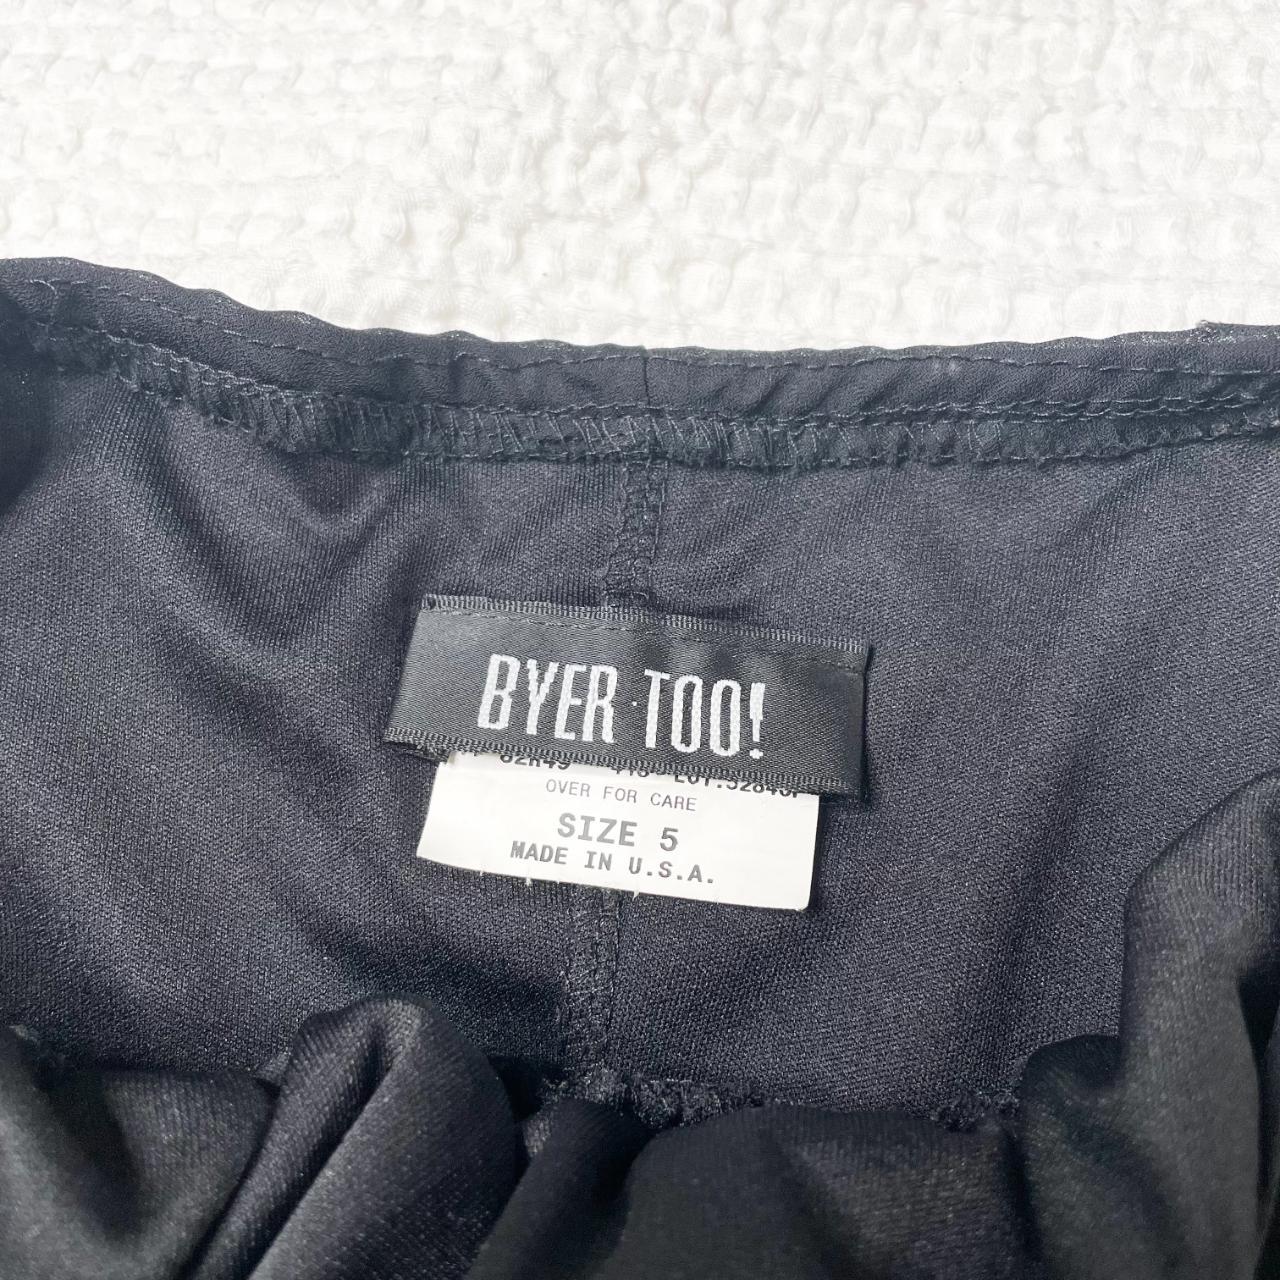 BYER TOO!
OVER FOR CARE
SIZE 5
MADE IN U.S.A.